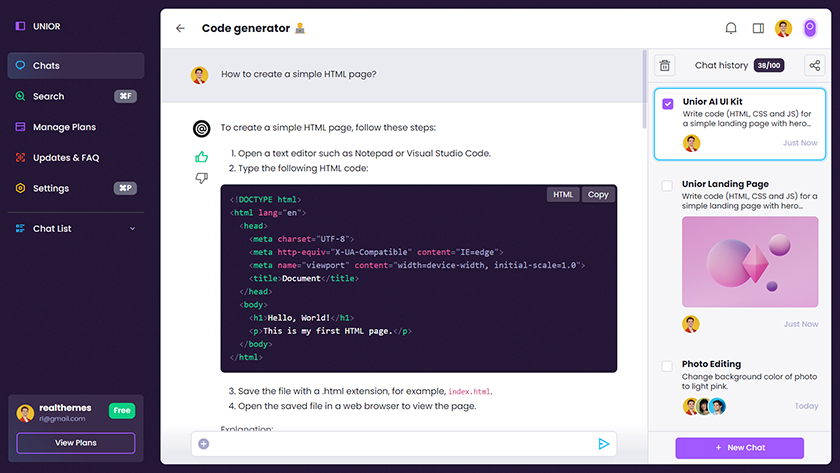 UNIOR
Chats
Search
⌘F
Manage Plans
Updates & FAQ
Settings
⌘P
Chat List
realthemes
Free
rl@gmail.com
View Plans
Code generator
How to create a simple HTML page?
To create a simple HTML page, follow these steps:
1. Open a text editor such as Notepad or Visual Studio Code.
2. Type the following HTML code:
HTML
Copy
<!DOCTYPE html>
<html lang="en">
<head>
<meta charset="UTF-8">
<meta http-equiv="X-UA-Compatible" content="IE=edge">
<meta name="viewport" content="width=device-width, initial-scale=1.0">
<title>Document</title>
</head>
<body>
<h1>Hello, World!</h1>
<p>This is my first HTML page.</p>
</body>
</html>
3. Save the file with a .html extension, for example, index.html.
4. Open the saved file in a web browser to view the page.
Explanation:
Chat history
38/100
Unior AI UI Kit
Write code (HTML, CSS and JS) for
a simple landing page with hero...
Just Now
Unior Landing Page
Write code (HTML, CSS and JS) for a
simple landing page with hero...
Just Now
Photo Editing
Change background color of photo
to light pink.
Today
+ New Chat